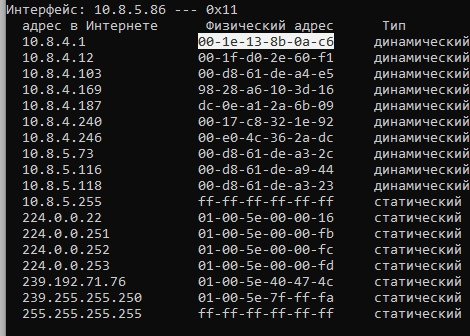 Интерфейс: 10.8.5.86 --- 0x11
адрес в Интернете Физический адрес Тип
10.8.4.1 00-1e-13-8b-0a-c6 динамический
10.8.4.12 00-1f-d0-2e-60-f1 динамический
10.8.4.103 00-d8-61-de-a4-e5 динамический
10.8.4.169 98-28-a6-10-3d-16 динамический
10.8.4.187 dc-0e-a1-2a-6b-09 динамический
10.8.4.240 00-17-c8-32-1e-92 динамический
10.8.4.246 00-e0-4c-36-2a-dc динамический
10.8.5.73 00-d8-61-de-a3-2c динамический
10.8.5.116 00-d8-61-de-a9-44 динамический
10.8.5.118 00-d8-61-de-a3-23 динамический
10.8.5.255 ff-ff-ff-ff-ff-ff статический
224.0.0.22 01-00-5e-00-00-16 статический
224.0.0.251 01-00-5e-00-00-fb статический
224.0.0.252 01-00-5e-00-00-fc статический
224.0.0.253 01-00-5e-00-00-fd статический
239.192.71.76 01-00-5e-40-47-4c статический
239.255.255.250 01-00-5e-7f-ff-fa статический
255.255.255.255 ff-ff-ff-ff-ff-ff статический